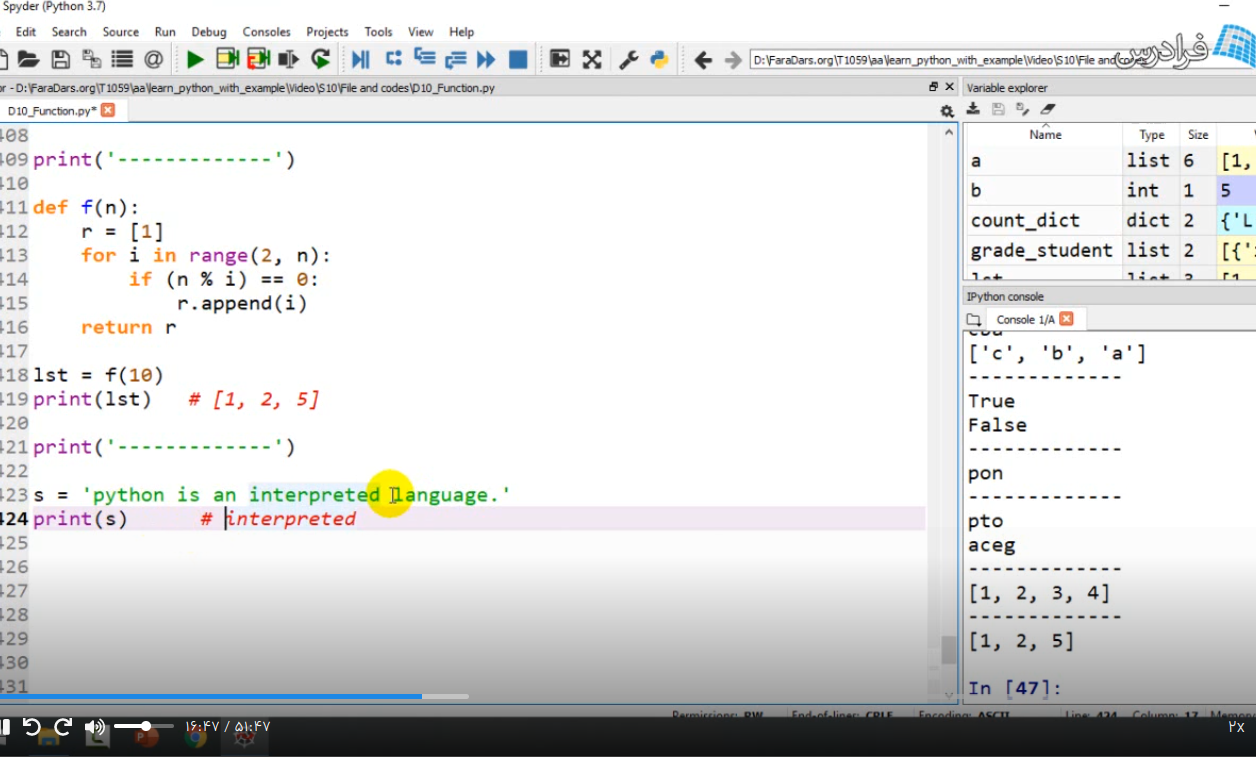 Spyder (Python 3.7)
Edit Search Source Run Debug Consoles Projects Tools View Help
D:\FaraDars.org\T1059\aa\learn_python_with_example\Video\S10\File and codes
فرادرس
or - D:\FaraDars.org\T1059\aa\learn_python_with_example\Video\S10\File and codes\D10_Function.py
D10_Function.py*
408
409 print('-------------')
410
411 def f(n):
412 r = [1]
413 for i in range(2, n):
414 if (n % i) == 0:
415 r.append(i)
416 return r
417
418 lst = f(10)
419 print(lst) # [1, 2, 5]
420
421 print('-------------')
422
423 s = 'python is an interpreted language.'
424 print(s) # interpreted
425
426
427
428
429
430
431
Variable explorer
Name Type Size
a list 6 [1,
b int 1 5
count_dict dict 2 {'L
grade_student list 2 [{'
lst list 3 [1
IPython console
Console 1/A
cba
['c', 'b', 'a']
-------------
True
False
-------------
pon
-------------
pto
aceg
-------------
[1, 2, 3, 4]
-------------
[1, 2, 5]
In [47]:
Permissions: RW End-of-line: CRLF Encoding: ASCII Line: 424 Column: 17 Memory
۱۶:۴۷ / ۵۱:۴۷
۲x